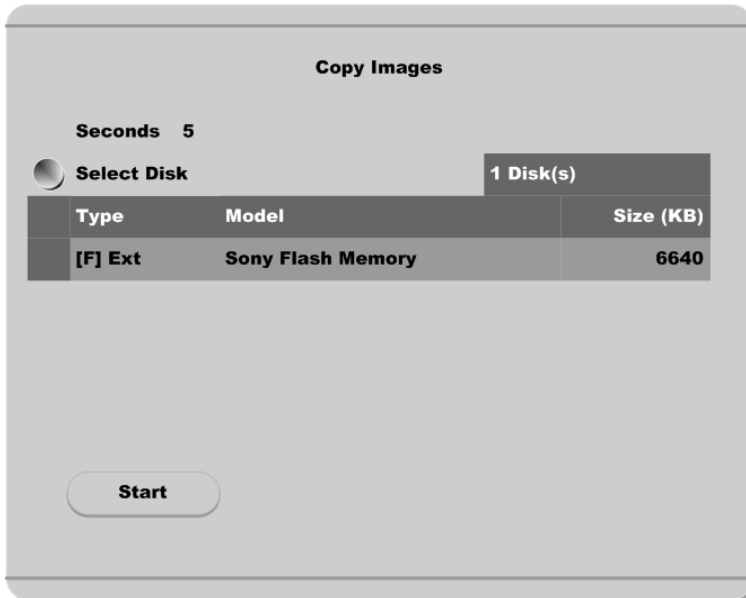 Copy Images
Seconds 5
Select Disk 1 Disk(s)
Type Model Size (KB)
[F] Ext Sony Flash Memory 6640
Start